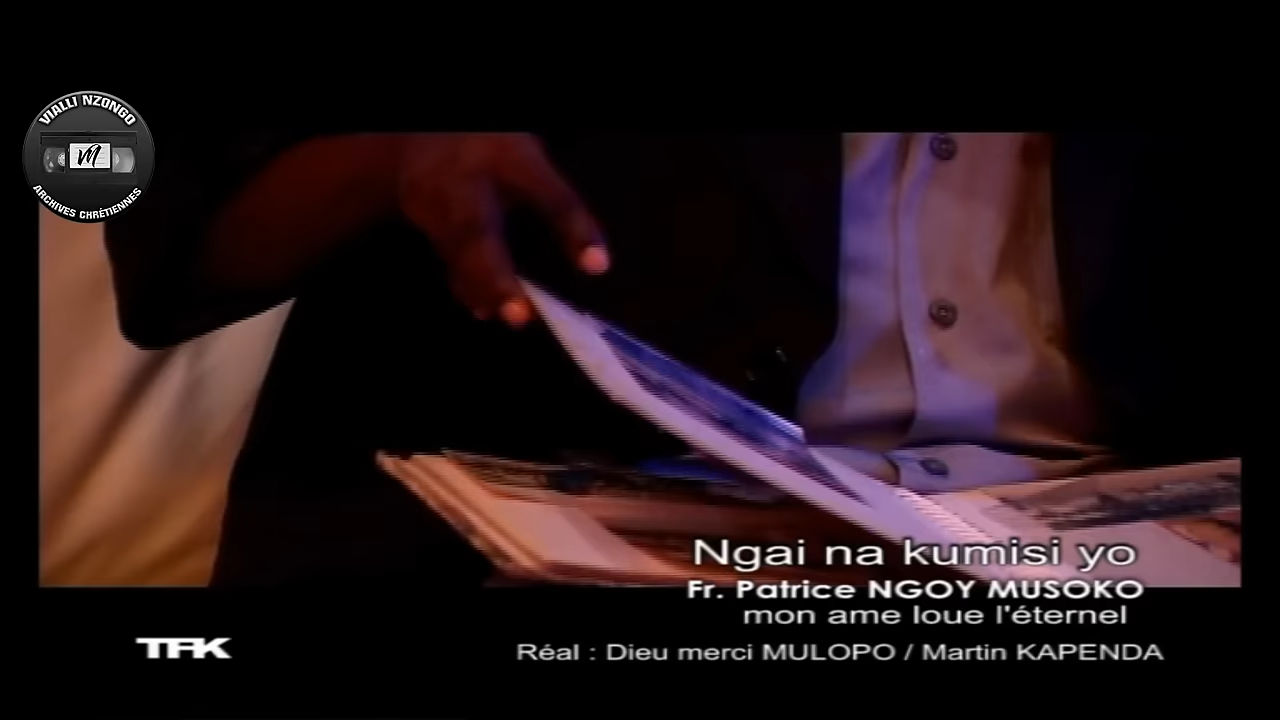 VIALLI NZONGO
M
ARCHIVES CHRÉTIENNES
Ngai na kumisi yo
Fr. Patrice NGOY MUSOKO
mon ame loue l'éternel
TFK
Réal : Dieu merci MULOPO / Martin KAPENDA